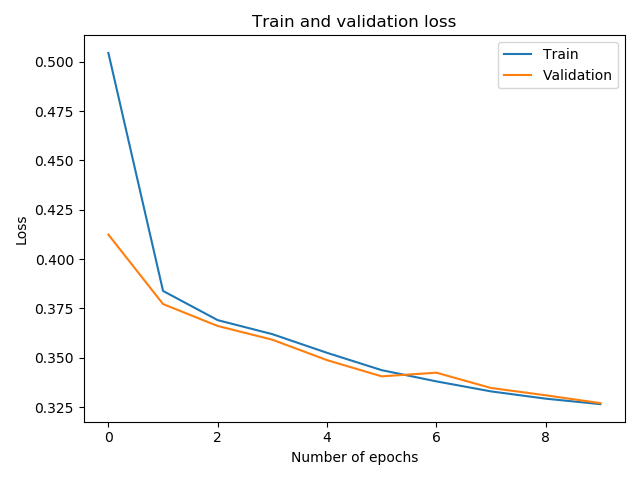 Train and validation loss
Train
Validation
0.500
0.475
0.450
0.425
0.400
0.375
0.350
0.325
Loss
0 2 4 6 8
Number of epochs